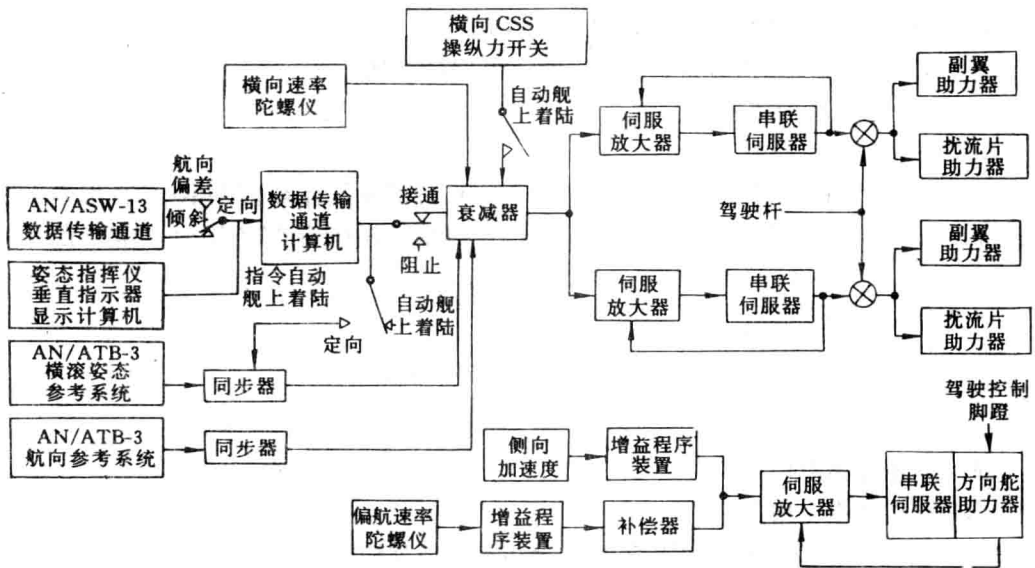 横向 CSS
操纵力开关
横向速率
陀螺仪
自动舰
上着陆
伺服
放大器
串联
伺服器
副翼
助力器
扰流片
助力器
航向
偏差
AN/ASW-13
数据传输通道
倾斜
定向
数据传输
通道
计算机
接通
阻止
衰减器
驾驶杆
姿态指挥仪
垂直指示器
显示计算机
指令自动
舰上着陆
自动舰
上着陆
定向
伺服
放大器
串联
伺服器
副翼
助力器
扰流片
助力器
AN/ATB-3
横滚姿态
参考系统
同步器
AN/ATB-3
航向参考系统
同步器
侧向
加速度
增益程序
装置
偏航速率
陀螺仪
增益程
序装置
补偿器
伺服
放大器
串联
伺服器
方向舵
助力器
驾驶控制
脚蹬